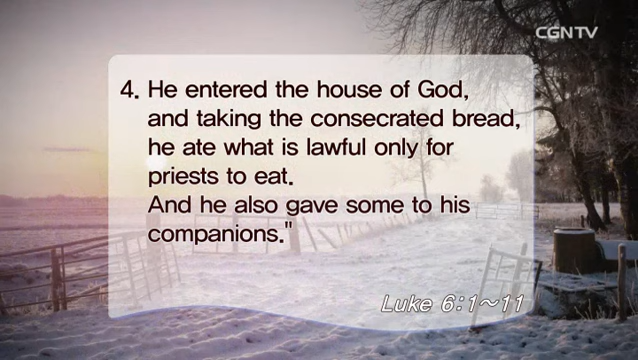 CGNTV
4. He entered the house of God,
and taking the consecrated bread,
he ate what is lawful only for
priests to eat.
And he also gave some to his
companions."
Luke 6:1~11